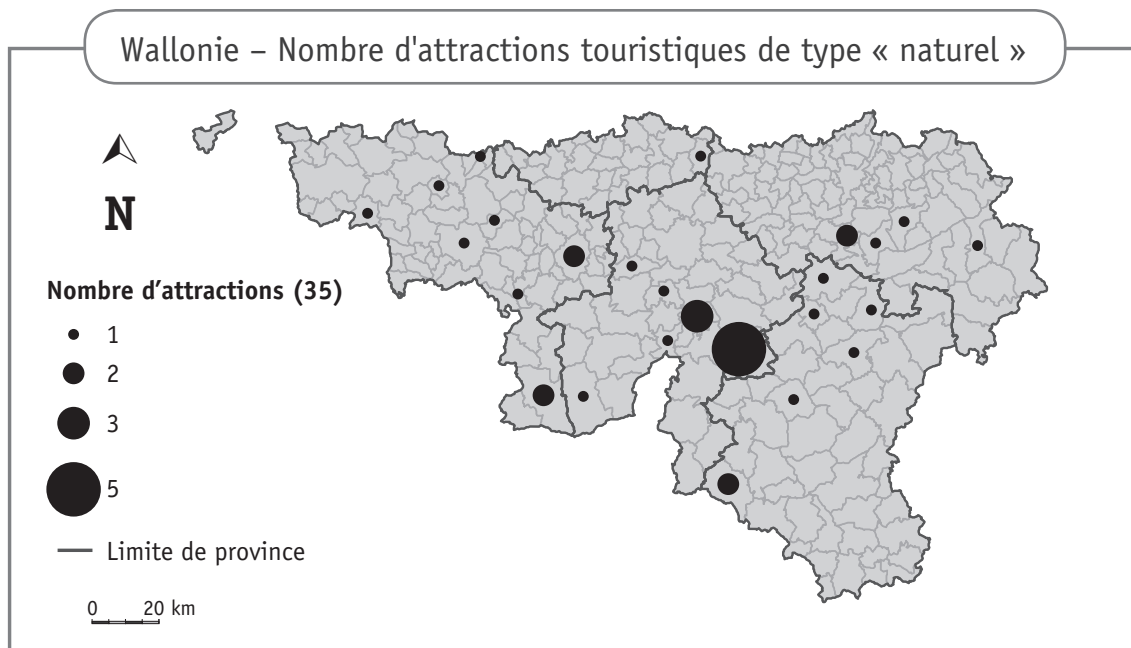 Wallonie – Nombre d'attractions touristiques de type « naturel »
N
Nombre d’attractions (35)
1
2
3
5
Limite de province
0 20 km